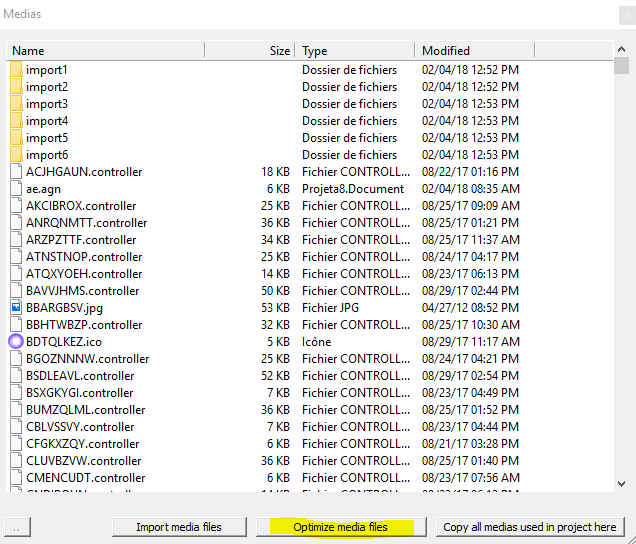 Medias
Name Size Type Modified
import1 Dossier de fichiers 02/04/18 12:52 PM
import2 Dossier de fichiers 02/04/18 12:52 PM
import3 Dossier de fichiers 02/04/18 12:53 PM
import4 Dossier de fichiers 02/04/18 12:53 PM
import5 Dossier de fichiers 02/04/18 12:53 PM
import6 Dossier de fichiers 02/04/18 12:53 PM
ACJHGAUN.controller 18 KB Fichier CONTROLL... 08/22/17 01:16 PM
ae.agn 6 KB Projeta8.Document 02/04/18 08:35 AM
AKCIBROX.controller 25 KB Fichier CONTROLL... 08/25/17 09:09 AM
ANRQNMTT.controller 36 KB Fichier CONTROLL... 08/25/17 01:21 PM
ARZPZTTF.controller 34 KB Fichier CONTROLL... 08/25/17 11:37 AM
ATNSTNOP.controller 25 KB Fichier CONTROLL... 08/24/17 04:17 PM
ATQXYOEH.controller 14 KB Fichier CONTROLL... 08/23/17 06:13 PM
BAVVJHMS.controller 50 KB Fichier CONTROLL... 08/29/17 02:44 PM
BBARGBSV.jpg 53 KB Fichier JPG 04/27/12 08:52 PM
BBHTWBZP.controller 32 KB Fichier CONTROLL... 08/25/17 10:30 AM
BDTQLKEZ.ico 5 KB Icône 08/29/17 11:17 AM
BGOZNNNW.controller 25 KB Fichier CONTROLL... 08/24/17 04:21 PM
BSDLEAVL.controller 52 KB Fichier CONTROLL... 08/29/17 02:54 PM
BSXGKYGI.controller 7 KB Fichier CONTROLL... 08/23/17 04:49 PM
BUMZQLML.controller 36 KB Fichier CONTROLL... 08/25/17 01:52 PM
CBLVSSVY.controller 7 KB Fichier CONTROLL... 08/23/17 04:44 PM
CFGKXZQY.controller 6 KB Fichier CONTROLL... 08/21/17 03:28 PM
CLUVBZVW.controller 36 KB Fichier CONTROLL... 08/25/17 01:40 PM
CMENCUDT.controller 6 KB Fichier CONTROLL... 08/23/17 07:56 AM
.. Import media files Optimize media files Copy all medias used in project here